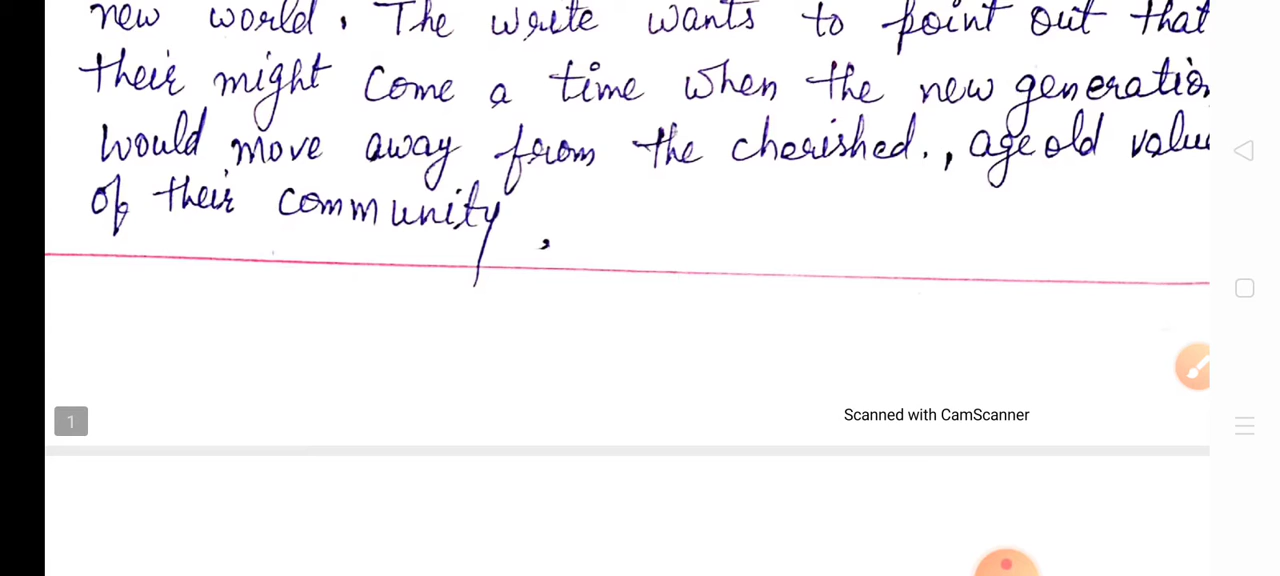 new world. The write wants to point out that
their might come a time when the new generation
would move away from the cherished., age old value
of their community.
1
Scanned with CamScanner